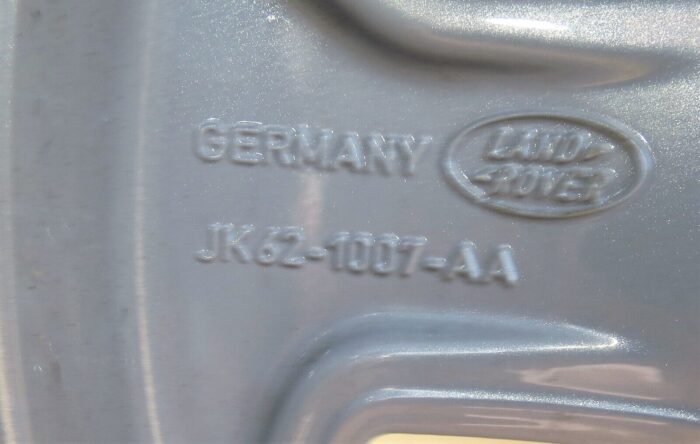 GERMANY
LAND
ROVER
JK62-1007-AA